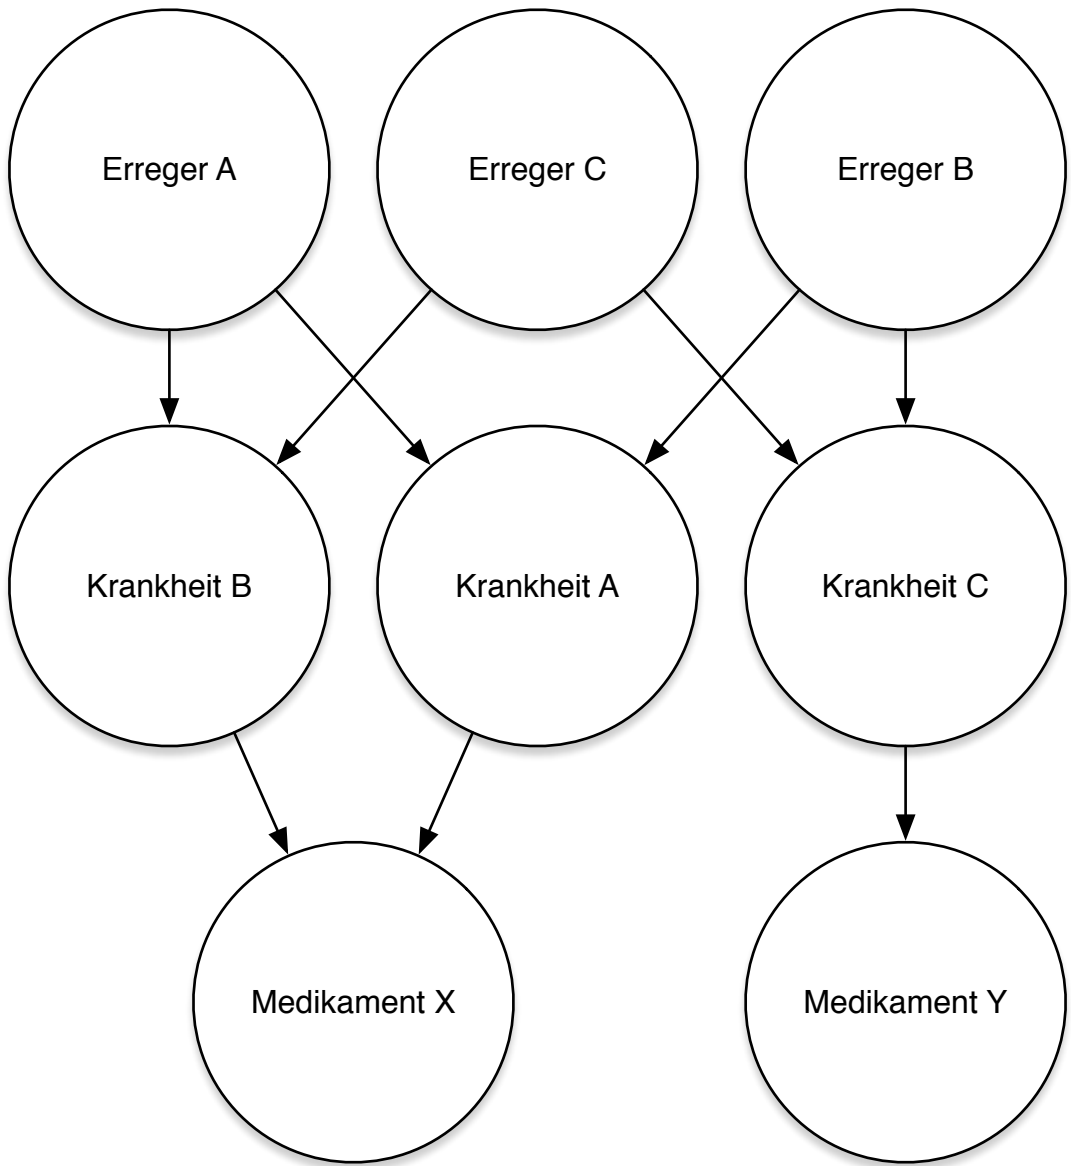 Erreger A
Erreger C
Erreger B
Krankheit B
Krankheit A
Krankheit C
Medikament X
Medikament Y